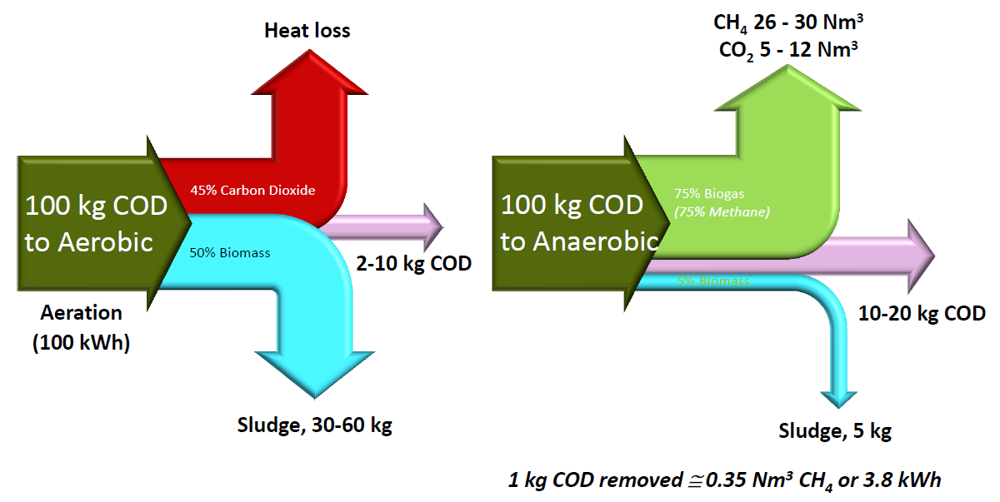 Heat loss
45% Carbon Dioxide
100 kg COD
to Aerobic
50% Biomass
2-10 kg COD
Aeration
(100 kWh)
Sludge, 30-60 kg
CH₄ 26 - 30 Nm³
CO₂ 5 - 12 Nm³
75% Biogas
(75% Methane)
100 kg COD
to Anaerobic
5% Biomass
10-20 kg COD
Sludge, 5 kg
1 kg COD removed ≅ 0.35 Nm³ CH₄ or 3.8 kWh